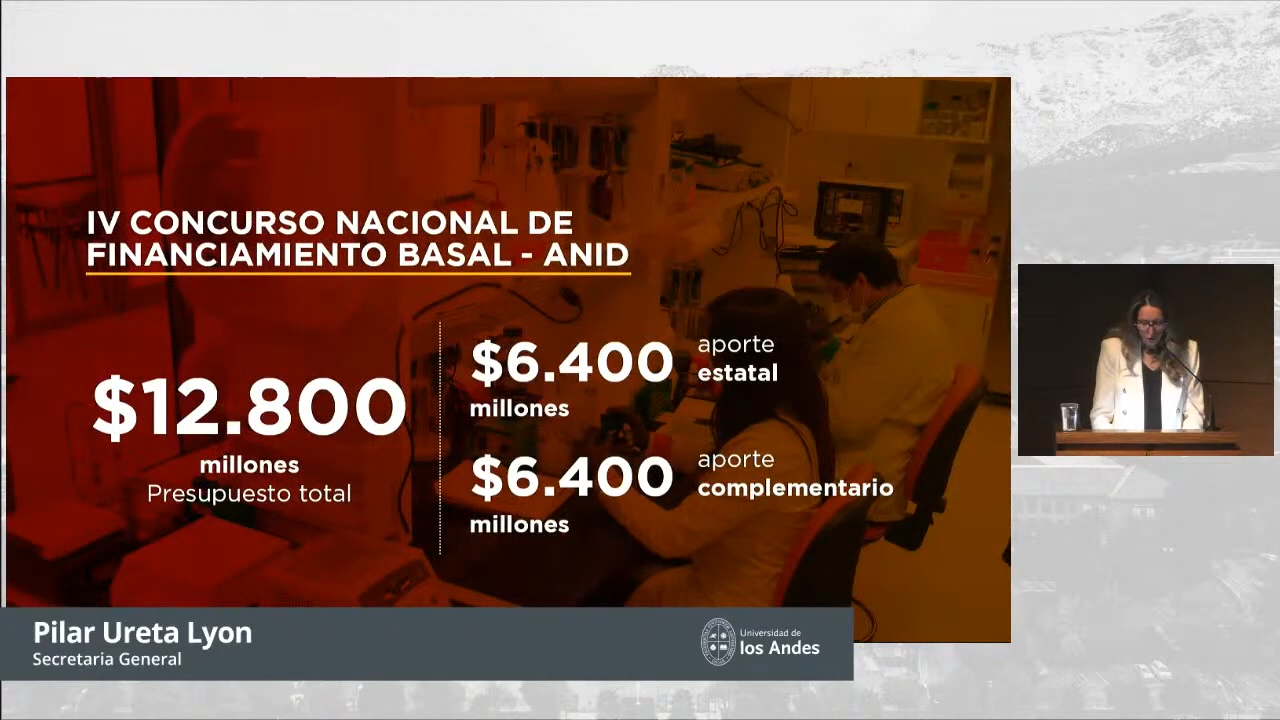 IV CONCURSO NACIONAL DE
FINANCIAMIENTO BASAL - ANID
$12.800
millones
Presupuesto total
$6.400
aporte
estatal
millones
$6.400
aporte
complementario
millones
Pilar Ureta Lyon
Secretaria General
Universidad de
los Andes